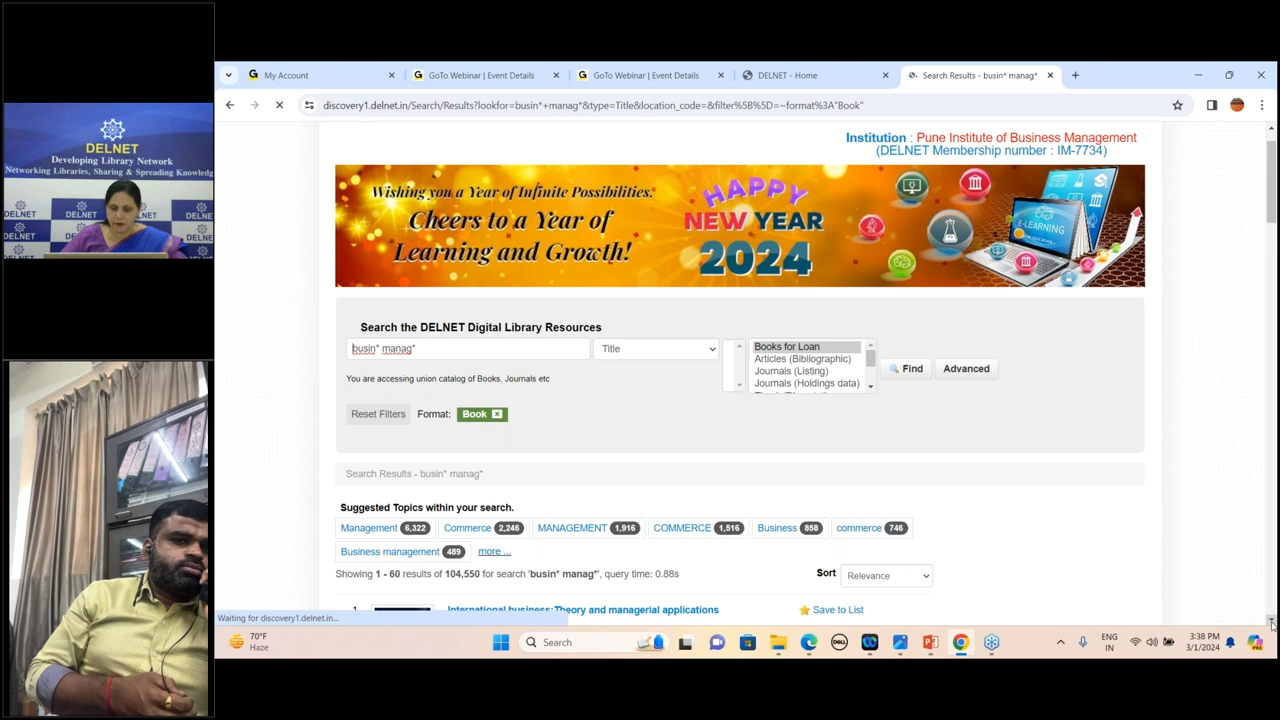 DELNET
Developing Library Network
Networking Libraries, Sharing & Spreading Knowledge
DELNET
DELNET
DELNET
DELNET
My Account
GoTo Webinar | Event Details
GoTo Webinar | Event Details
DELNET - Home
Search Results - busin* manag*
discovery1.delnet.in/Search/Results?lookfor=busin*+manag*&type=Title&location_code=&filter%5B%5D=~format%3A"Book"
Institution : Pune Institute of Business Management
(DELNET Membership number : IM-7734)
Wishing you a Year of Infinite Possibilities.
Cheers to a Year of
Learning and Growth!
HAPPY
NEW YEAR
2024
E-LEARNING
Search the DELNET Digital Library Resources
busin* manag*
Title
Books for Loan
Articles (Bibliographic)
Journals (Listing)
Journals (Holdings data)
Find
Advanced
You are accessing union catalog of Books, Journals etc
Reset Filters
Format:
Book
Search Results - busin* manag*
Suggested Topics within your search.
Management 6,322
Commerce 2,246
MANAGEMENT 1,916
COMMERCE 1,516
Business 858
commerce 746
Business management 489
more ...
Showing 1 - 60 results of 104,550 for search 'busin* manag*', query time: 0.88s
Sort
Relevance
1
International business:Theory and managerial applications
Save to List
Waiting for discovery1.delnet.in...
70°F
Haze
Search
DELL
ENG
IN
3:38 PM
3/1/2024